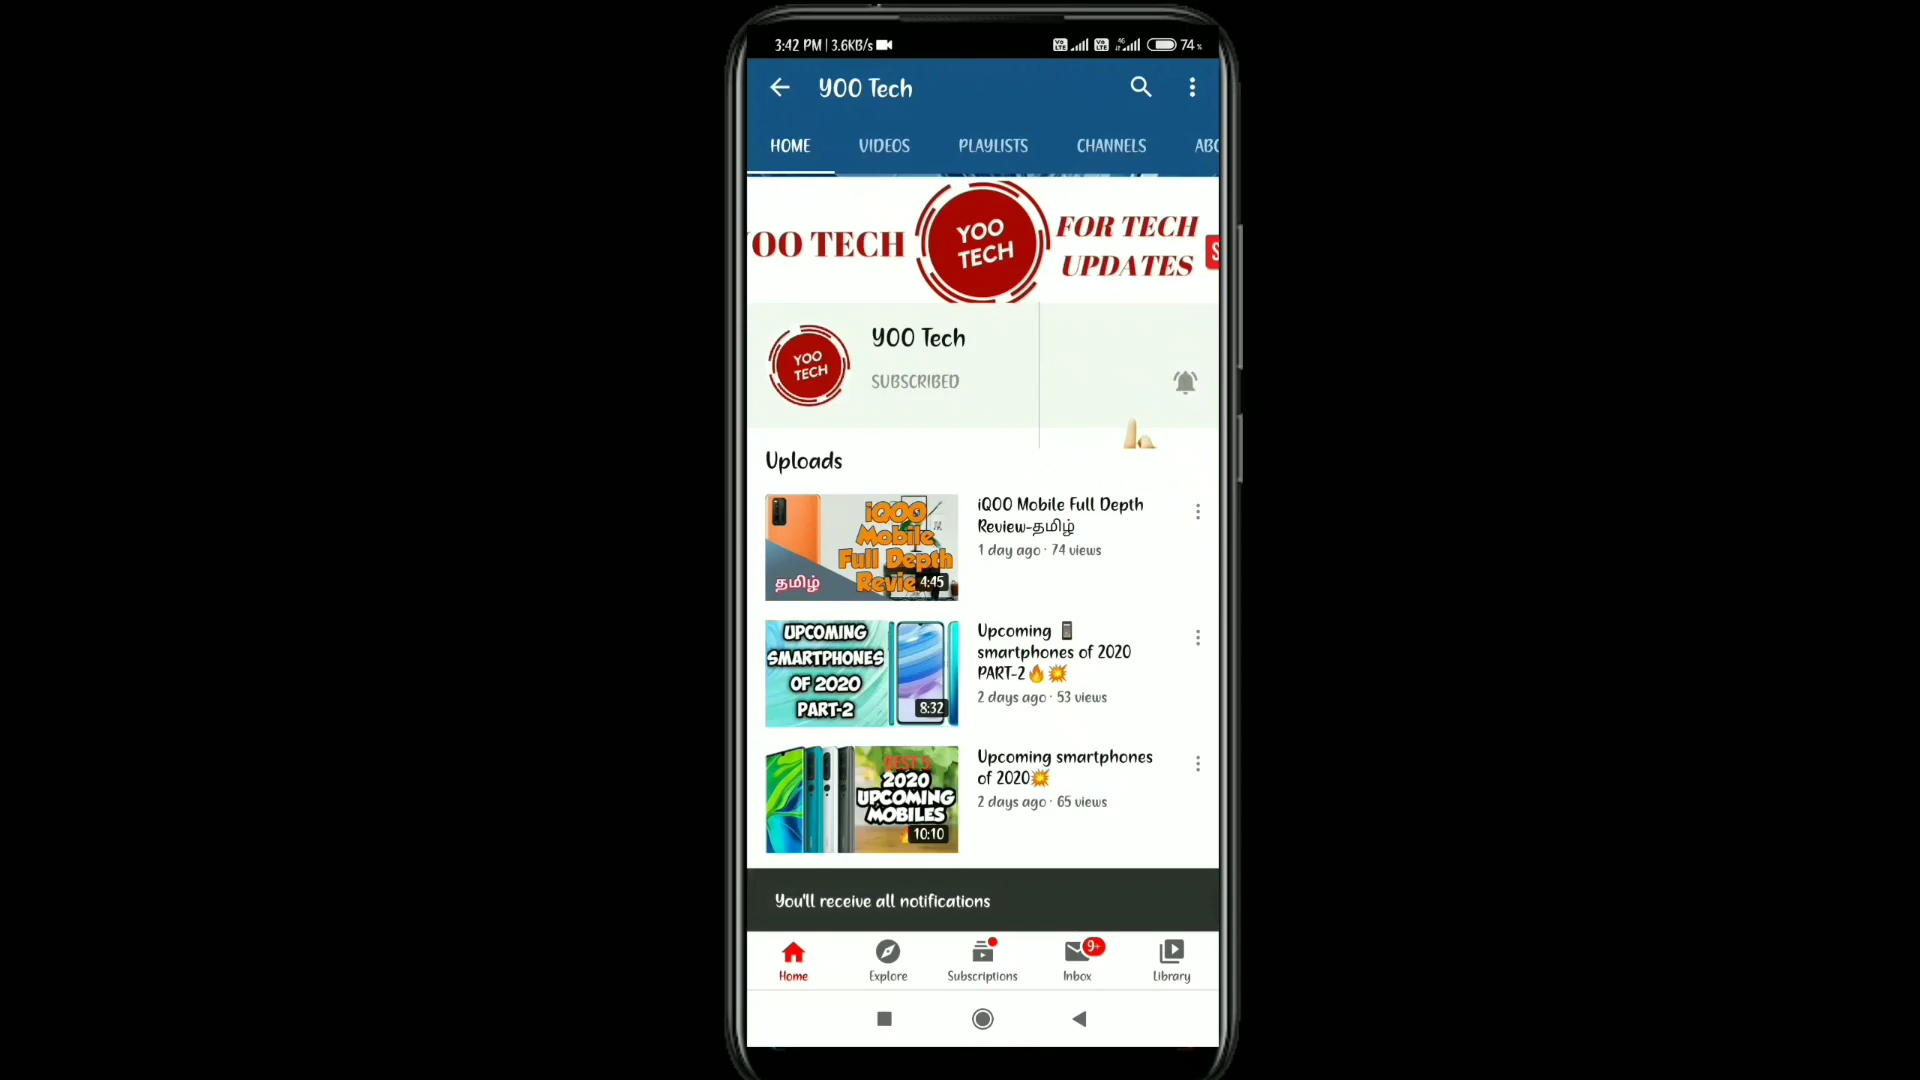 3:42 PM | 3.6KB/s
74%
YOO Tech
HOME VIDEOS PLAYLISTS CHANNELS
OO TECH
YOO
TECH
FOR TECH
UPDATES
YOO
TECH
YOO Tech
SUBSCRIBED
Uploads
iQOO
Mobile
Full Depth
தமிழ்
4:45
iQOO Mobile Full Depth
Review-தமிழ்
1 day ago · 74 views
UPCOMING
SMARTPHONES
OF 2020
PART-2
8:32
Upcoming 📱
smartphones of 2020
PART-2🔥💥
2 days ago · 53 views
BEST 5
2020
UPCOMING
MOBILES
10:10
Upcoming smartphones
of 2020💥
2 days ago · 65 views
You'll receive all notifications
9+
Home Explore Subscriptions Inbox Library